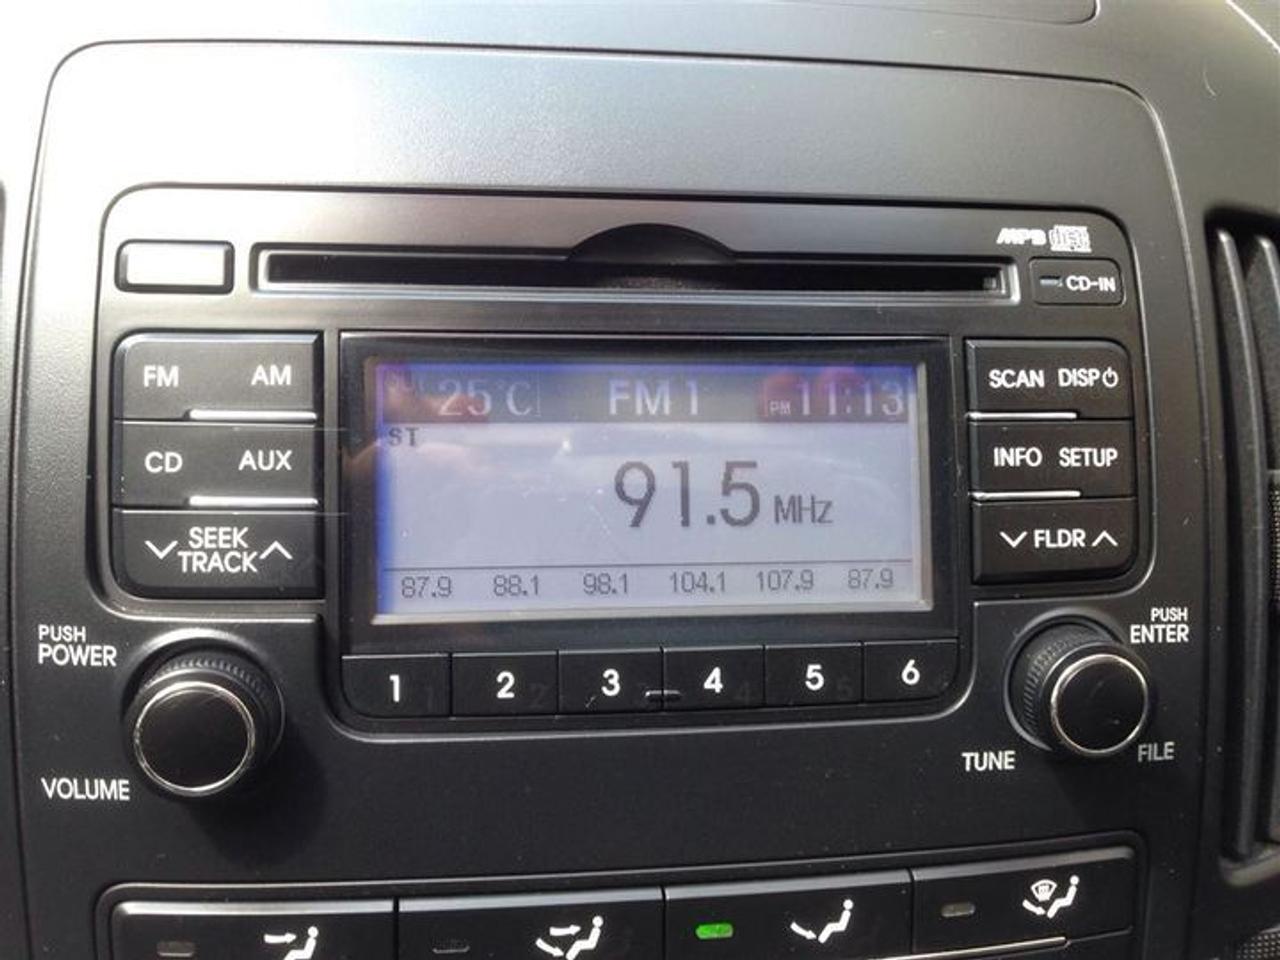 MP3 disc
CD-IN
FM AM
OUT 25°C FM1 PM 11:13
SCAN DISP
ST
CD AUX
91.5 MHz
INFO SETUP
SEEK
TRACK
FLDR
87.9 88.1 98.1 104.1 107.9 87.9
PUSH
POWER
1 2 3 4 5 6
PUSH
ENTER
VOLUME
TUNE
FILE